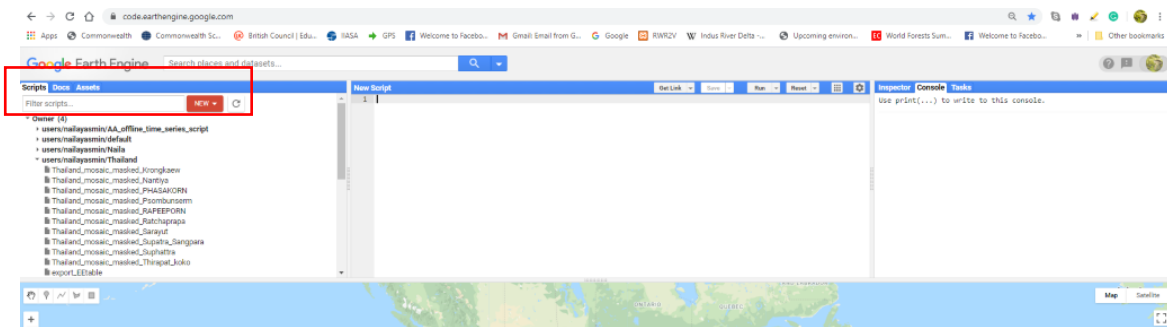 code.earthengine.google.com
Apps Commonwealth Commonwealth Sc... British Council | Edu... IIASA GPS Welcome to Facebo... Gmail: Email from G... Google RWR2V Indus River Delta -... Upcoming environ... World Forests Sum... Welcome to Facebo... » Other bookmarks
Google Earth Engine Search places and datasets...
Scripts Docs Assets
Filter scripts... NEW
Owner (4)
users/nailayasmin/AA_offline_time_series_script
users/nailayasmin/default
users/nailayasmin/Naila
users/nailayasmin/Thailand
Thailand_mosaic_masked_Krongkaew
Thailand_mosaic_masked_Nantiya
Thailand_mosaic_masked_PHASAKORN
Thailand_mosaic_masked_Psombunserm
Thailand_mosaic_masked_RAPEEPORN
Thailand_mosaic_masked_Ratchaprapa
Thailand_mosaic_masked_Sarayut
Thailand_mosaic_masked_Supatra_Sangpara
Thailand_mosaic_masked_Suphattra
Thailand_mosaic_masked_Thirapat_koko
export_EEtable
New Script Get Link Save Run Reset
1
Inspector Console Tasks
Use print(...) to write to this console.
ONTARIO
QUEBEC
Map Satellite